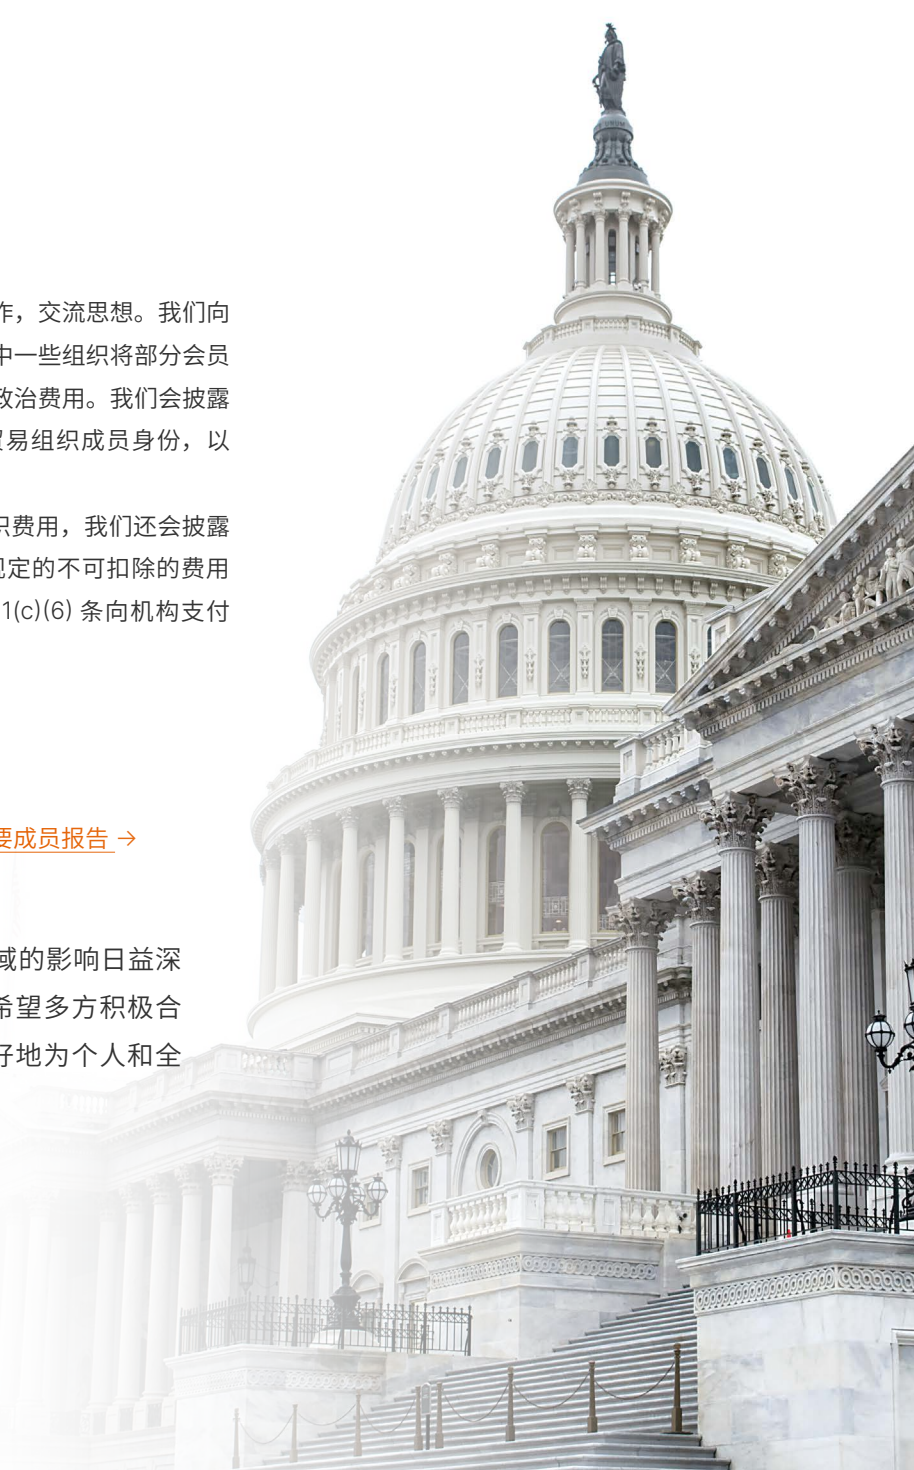 作，交流思想。我们向
中一些组织将部分会员
政治费用。我们会披露
贸易组织成员身份，以
织费用，我们还会披露
规定的不可扣除的费用
1(c)(6) 条向机构支付
要成员报告 →
域的影响日益深
希望多方积极合
好地为个人和全